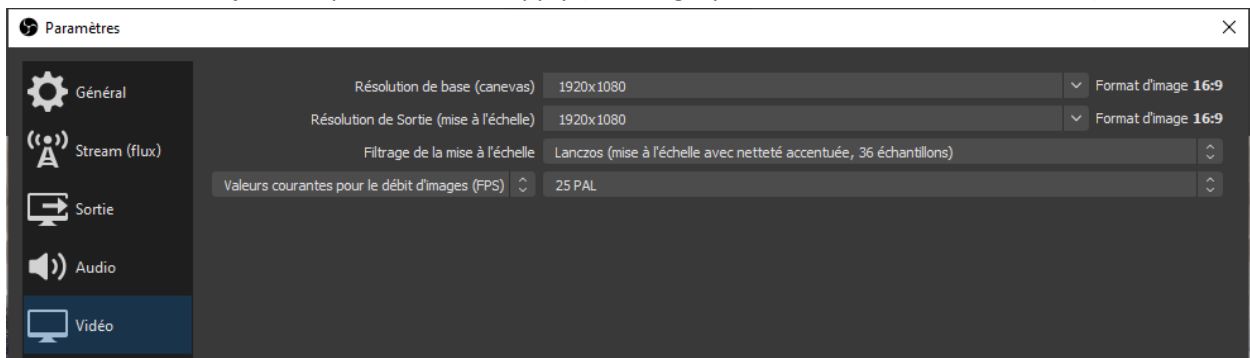 Paramètres
Général
Résolution de base (canevas) 1920x1080 Format d'image 16:9
Résolution de Sortie (mise à l'échelle) 1920x1080 Format d'image 16:9
Stream (flux)
Filtrage de la mise à l'échelle Lanczos (mise à l'échelle avec netteté accentuée, 36 échantillons)
Valeurs courantes pour le débit d'images (FPS) 25 PAL
Sortie
Audio
Vidéo